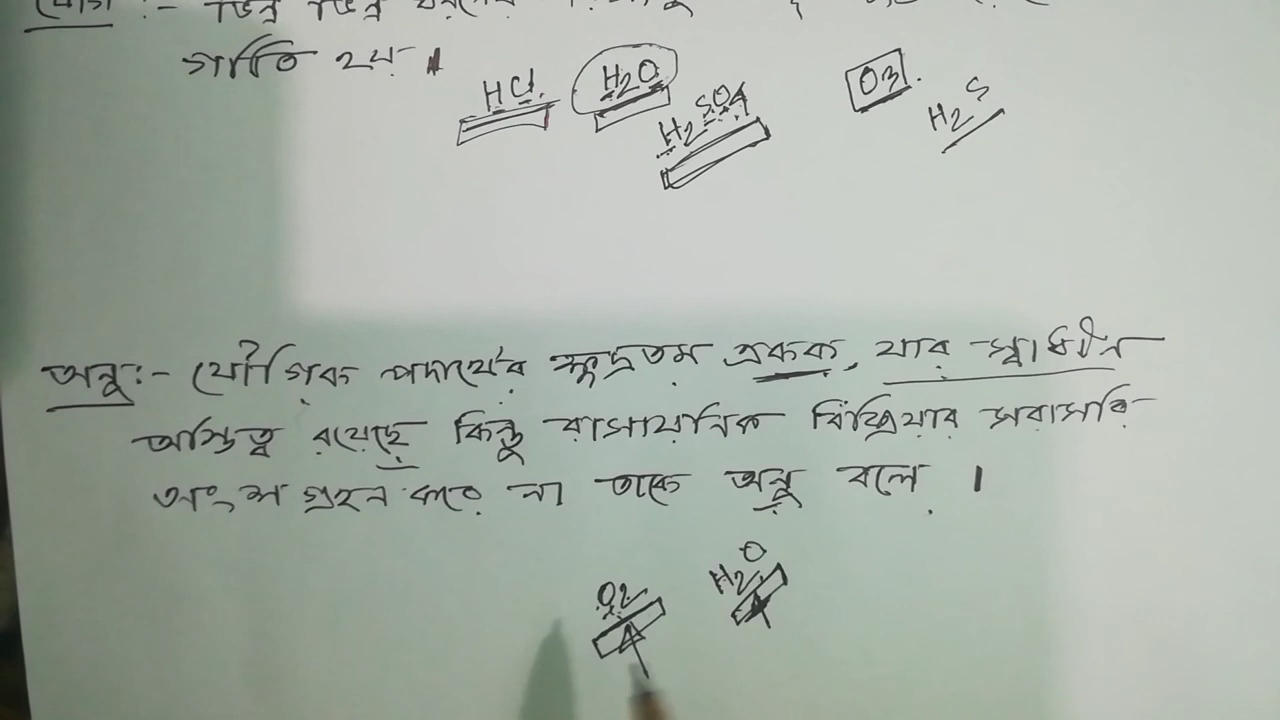 যৌগ :- ভিন্ন ভিন্ন ধরনের
গঠিত হয় ।
HCl. H2O H2SO4 O3. H2S
অনু :- যৌগিক পদার্থের ক্ষুদ্রতম একক, যার স্বাধীন
অস্তিত্ব রয়েছে কিন্তু রাসায়নিক বিক্রিয়ার সরাসরি
অংশ গ্রহন করে না তাকে অনু বলে ।
O2 H2O